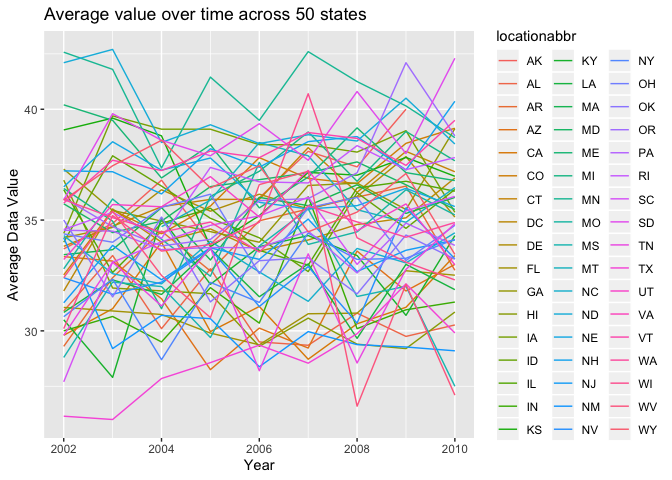 Average value over time across 50 states
Average Data Value
40
35
30
2002
2004
2006
2008
2010
Year
locationabbr
AK KY NY
AL LA OH
AR MA OK
AZ MD OR
CA ME PA
CO MI RI
CT MN SC
DC MO SD
DE MS TN
FL MT TX
GA NC UT
HI ND VA
IA NE VT
ID NH WA
IL NJ WI
IN NM WV
KS NV WY